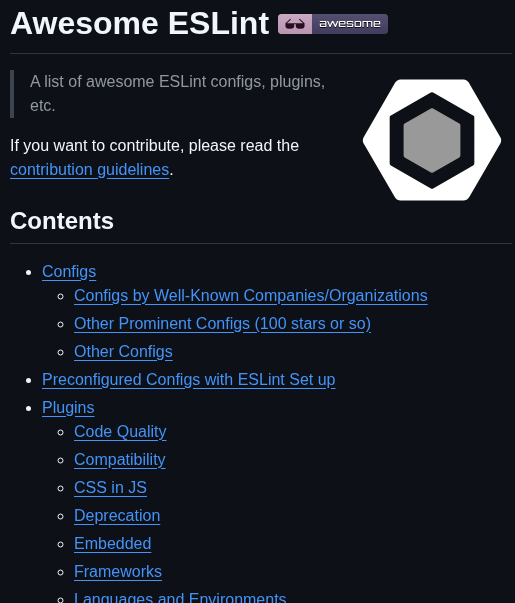 Awesome ESLint awesome
A list of awesome ESLint configs, plugins,
etc.
If you want to contribute, please read the
contribution guidelines.
Contents
Configs
Configs by Well-Known Companies/Organizations
Other Prominent Configs (100 stars or so)
Other Configs
Preconfigured Configs with ESLint Set up
Plugins
Code Quality
Compatibility
CSS in JS
Deprecation
Embedded
Frameworks
Languages and Environments